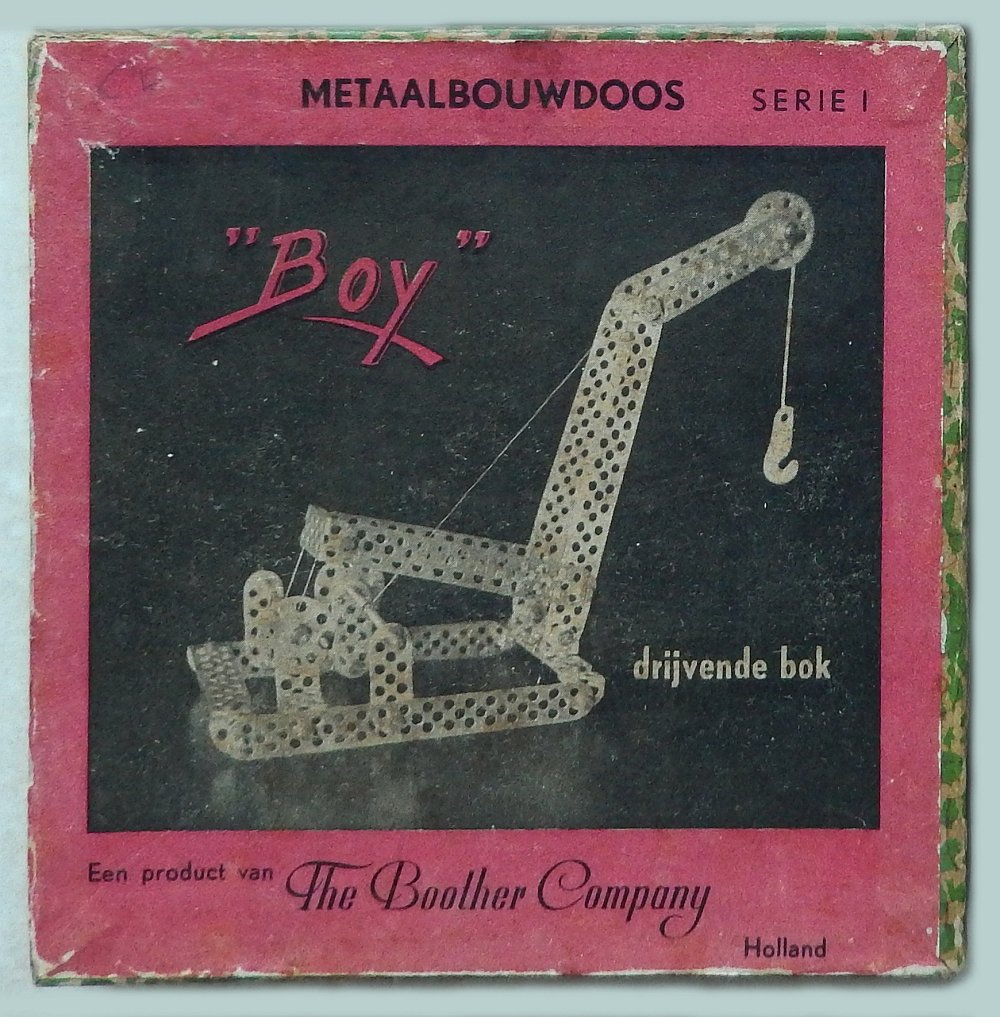 METAALBOUWDOOS SERIE I
"Boy"
drijvende bok
Een product van The Boother Company
Holland